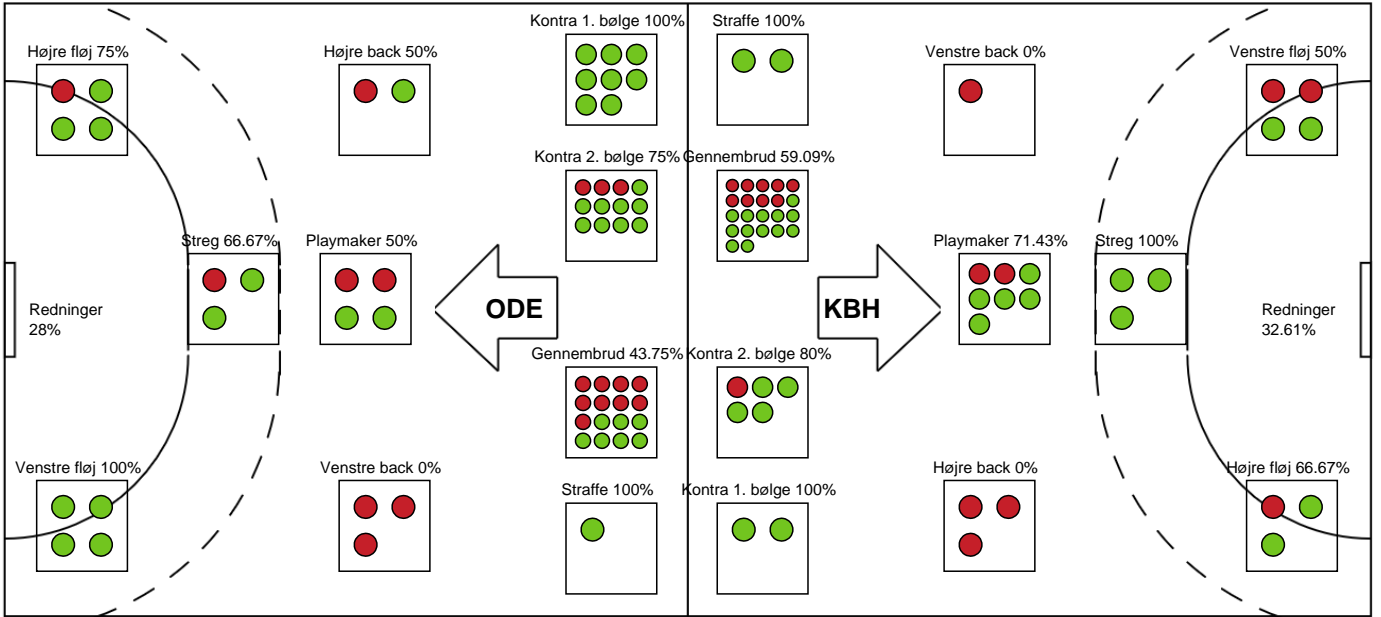 Kontra 1. bølge 100%
Straffe 100%
Højre fløj 75%
Højre back 50%
Venstre back 0%
Venstre fløj 50%
Kontra 2. bølge 75%
Gennembrud 59.09%
Streg 66.67%
Playmaker 50%
Playmaker 71.43%
Streg 100%
Redninger
28%
ODE
KBH
Redninger
32.61%
Gennembrud 43.75%
Kontra 2. bølge 80%
Venstre fløj 100%
Venstre back 0%
Højre back 0%
Højre fløj 66.67%
Straffe 100%
Kontra 1. bølge 100%